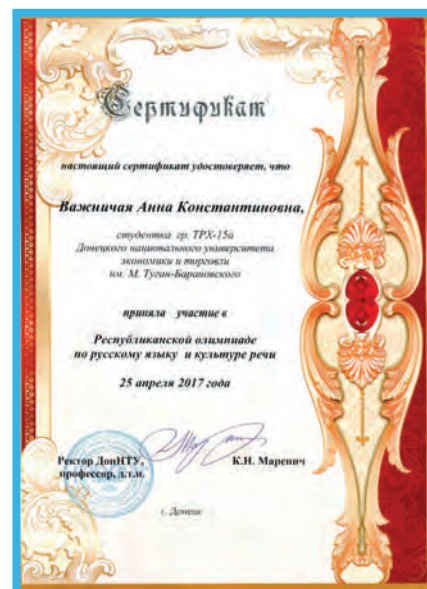 Сертификат
настоящий сертификат удостоверяет, что
Важничая Анна Константиновна,
студентка гр. ТРХ-15а
Донецкого национального университета
экономики и торговли
им. М. Туган-Барановского
приняла участие в
Республиканской олимпиаде
по русскому языку и культуре речи
25 апреля 2017 года
Ректор ДонНТУ,
профессор, д.т.н.
К.Н. Маренич
г. Донецк